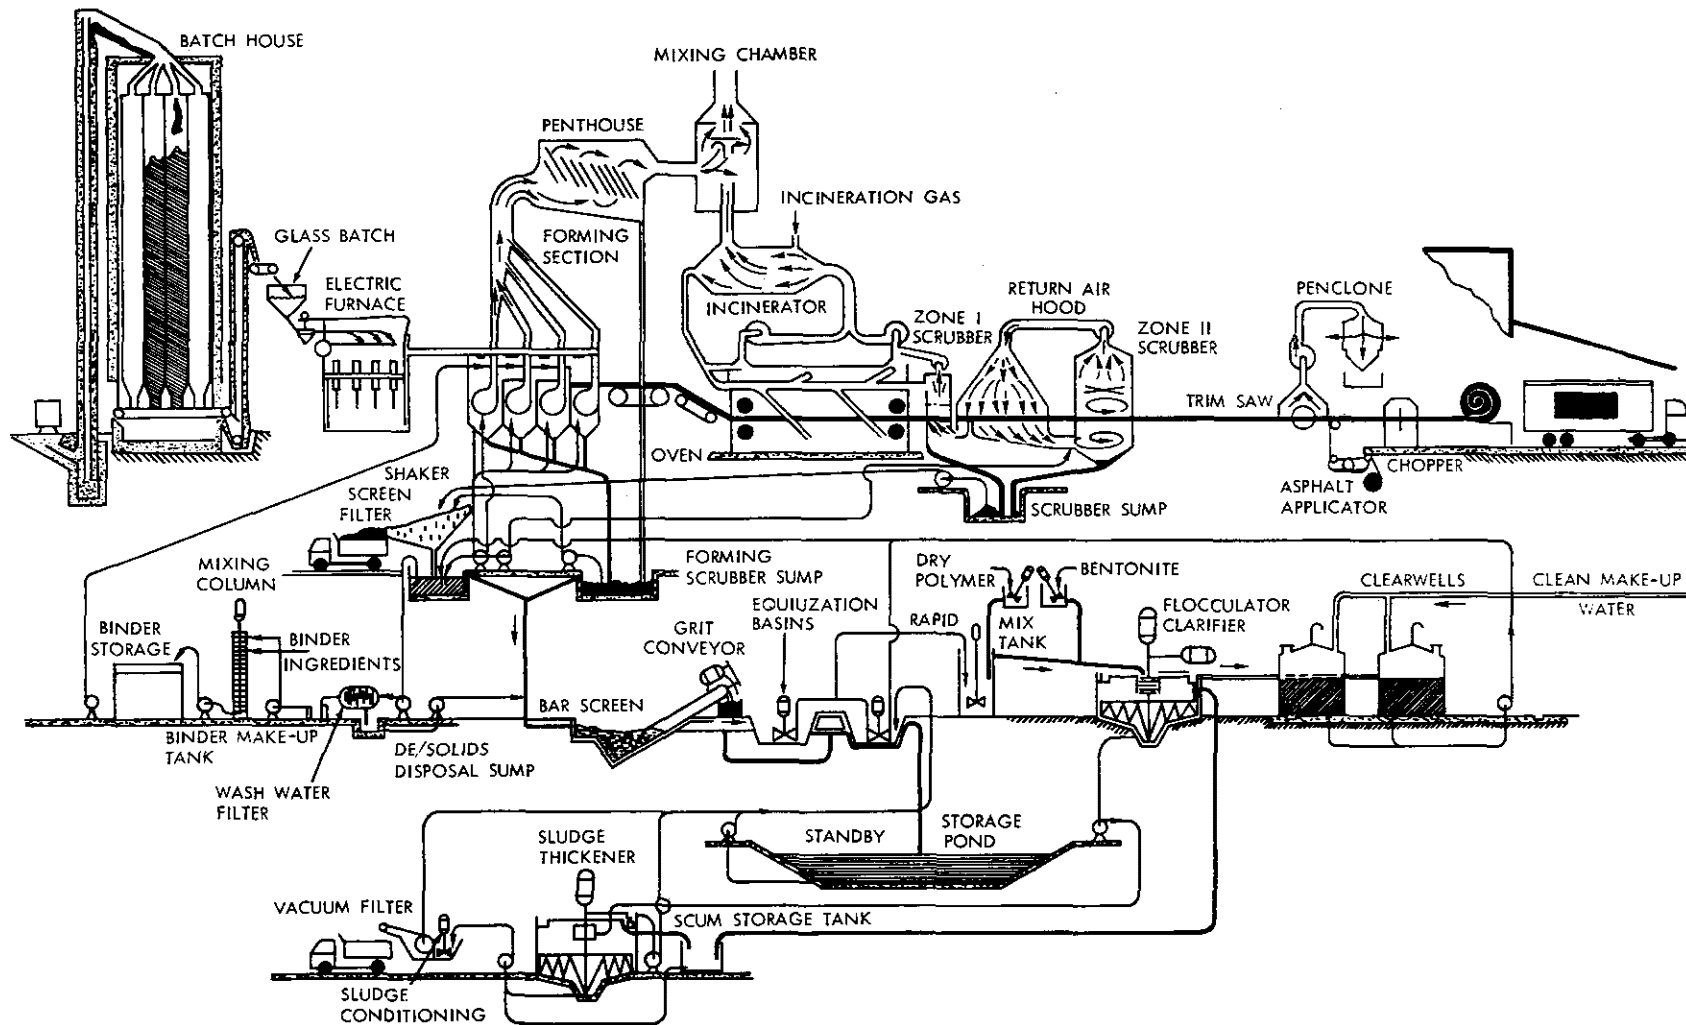 BATCH HOUSE
MIXING CHAMBER
PENTHOUSE
INCINERATION GAS
GLASS BATCH
FORMING
SECTION
ELECTRIC
FURNACE
INCINERATOR
RETURN AIR
HOOD
ZONE I
SCRUBBER
ZONE II
SCRUBBER
PENCLONE
TRIM SAW
OVEN
CHOPPER
SHAKER
SCREEN
FILTER
ASPHALT
APPLICATOR
SCRUBBER SUMP
MIXING
COLUMN
FORMING
SCRUBBER SUMP
DRY
POLYMER
BENTONITE
CLEARWELLS
CLEAN MAKE-UP
WATER
EQUIUZATION
BASINS
RAPID
MIX
TANK
FLOCCULATOR
CLARIFIER
BINDER
STORAGE
BINDER
INGREDIENTS
GRIT
CONVEYOR
BAR SCREEN
BINDER MAKE-UP
TANK
DE/SOLIDS
DISPOSAL SUMP
WASH WATER
FILTER
SLUDGE
THICKENER
STANDBY
STORAGE
POND
VACUUM FILTER
SCUM STORAGE TANK
SLUDGE
CONDITIONING